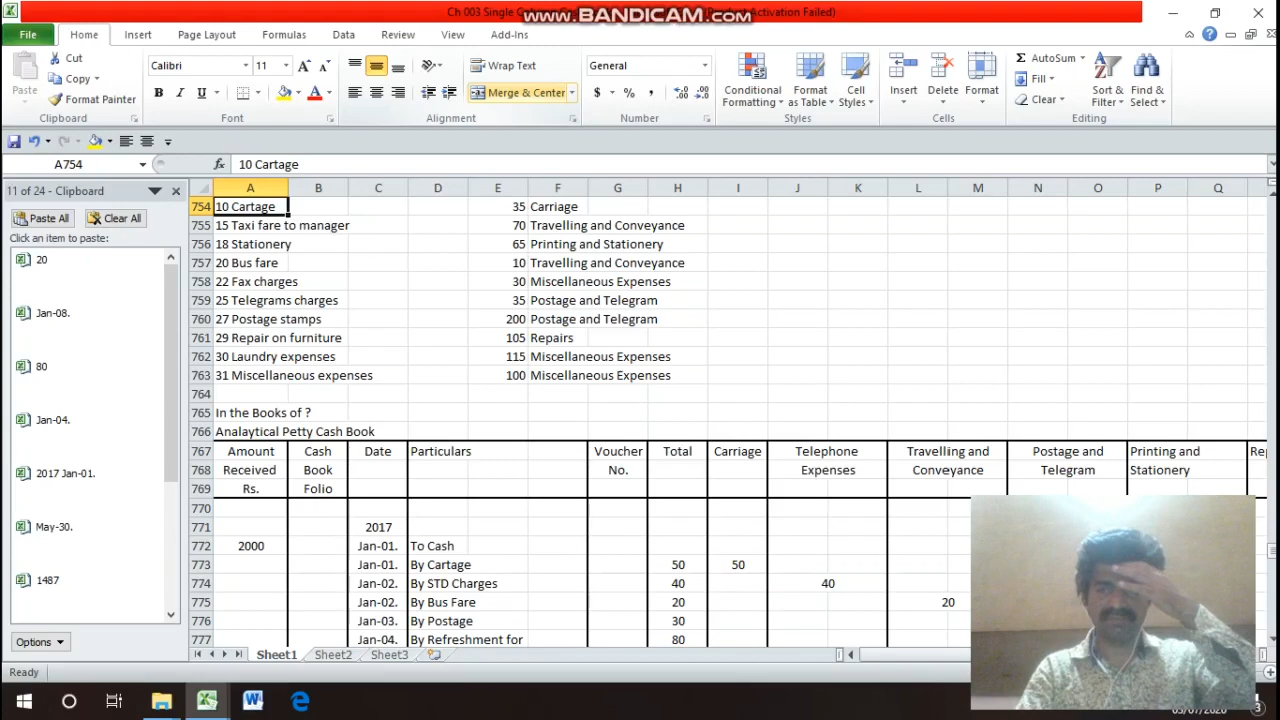 Ch 003 Single Column
Product Activation Failed)
www.BANDICAM.com
File Home Insert Page Layout Formulas Data Review View Add-Ins
Cut
Copy
Format Painter
Paste
Clipboard
Calibri 11
Font
Wrap Text
Merge & Center
Alignment
General
Number
Conditional Formatting
Format as Table
Cell Styles
Styles
Insert Delete Format
Cells
AutoSum
Fill
Clear
Sort & Filter
Find & Select
Editing
A754 fx 10 Cartage
11 of 24 - Clipboard
Paste All Clear All
Click an item to paste:
20
Jan-08.
80
Jan-04.
2017 Jan-01.
May-30.
1487
Options
A B C D E F G H I J K L M N O P Q
754 10 Cartage 35 Carriage
755 15 Taxi fare to manager 70 Travelling and Conveyance
756 18 Stationery 65 Printing and Stationery
757 20 Bus fare 10 Travelling and Conveyance
758 22 Fax charges 30 Miscellaneous Expenses
759 25 Telegrams charges 35 Postage and Telegram
760 27 Postage stamps 200 Postage and Telegram
761 29 Repair on furniture 105 Repairs
762 30 Laundry expenses 115 Miscellaneous Expenses
763 31 Miscellaneous expenses 100 Miscellaneous Expenses
764
765 In the Books of ?
766 Analaytical Petty Cash Book
767 Amount Cash Date Particulars Voucher Total Carriage Telephone Travelling and Postage and Printing and
768 Received Book No. Expenses Conveyance Telegram Stationery
769 Rs. Folio
770
771 2017
772 2000 Jan-01. To Cash
773 Jan-01. By Cartage 50 50
774 Jan-02. By STD Charges 40 40
775 Jan-02. By Bus Fare 20 20
776 Jan-03. By Postage 30
777 Jan-04. By Refreshment for 80
Sheet1 Sheet2 Sheet3
Ready